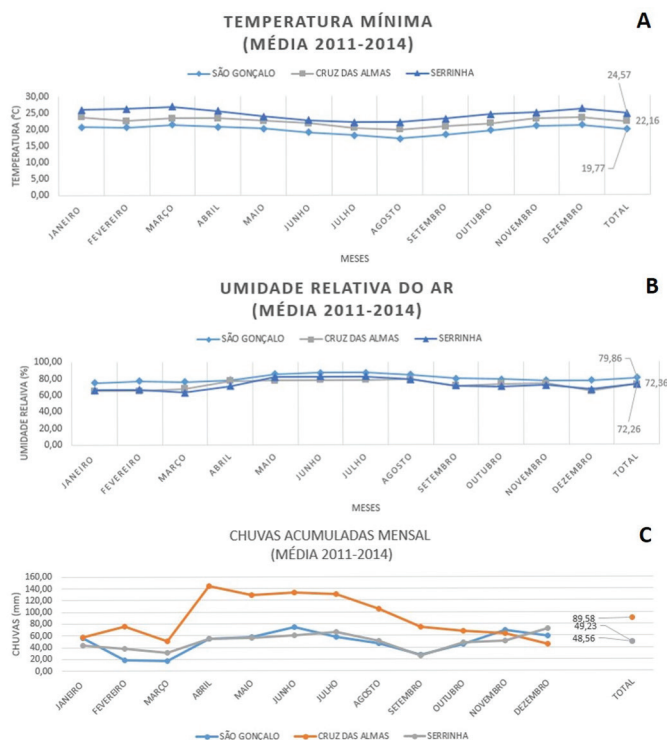 TEMPERATURA MÍNIMA
A
(MÉDIA 2011-2014)
SÃO GONÇALO CRUZ DAS ALMAS SERRINHA
24,57
30,00
25,00
20,00
15,00
10,00
5,00
0,00
TEMPERATURA (ºC)
22,16
19,77
JANEIRO
FEVEREIRO
MARÇO
ABRIL
MAIO
JUNHO
JULHO
AGOSTO
SETEMBRO
OUTUBRO
NOVEMBRO
DEZEMBRO
TOTAL
MESES
UMIDADE RELATIVA DO AR
B
(MÉDIA 2011-2014)
SÃO GONÇALO CRUZ DAS ALMAS SERRINHA
79,86
100,00
80,00
60,00
40,00
20,00
0,00
UMIDADE RELAIVA (%)
72,36
72,26
JANEIRO
FEVEREIRO
MARÇO
ABRIL
MAIO
JUNHO
JULHO
AGOSTO
SETEMBRO
OUTUBRO
NOVEMBRO
DEZEMBRO
TOTAL
MESES
CHUVAS ACUMULADAS MENSAL
C
(MÉDIA 2011-2014)
160,00
140,00
120,00
100,00
80,00
60,00
40,00
20,00
0,00
CHUVAS (mm)
89,58
49,23
48,56
JANEIRO
FEVEREIRO
MARÇO
ABRIL
MAIO
JUNHO
JULHO
AGOSTO
SETEMBRO
OUTUBRO
NOVEMBRO
DEZEMBRO
TOTAL
SÃO GONÇALO CRUZ DAS ALMAS SERRINHA